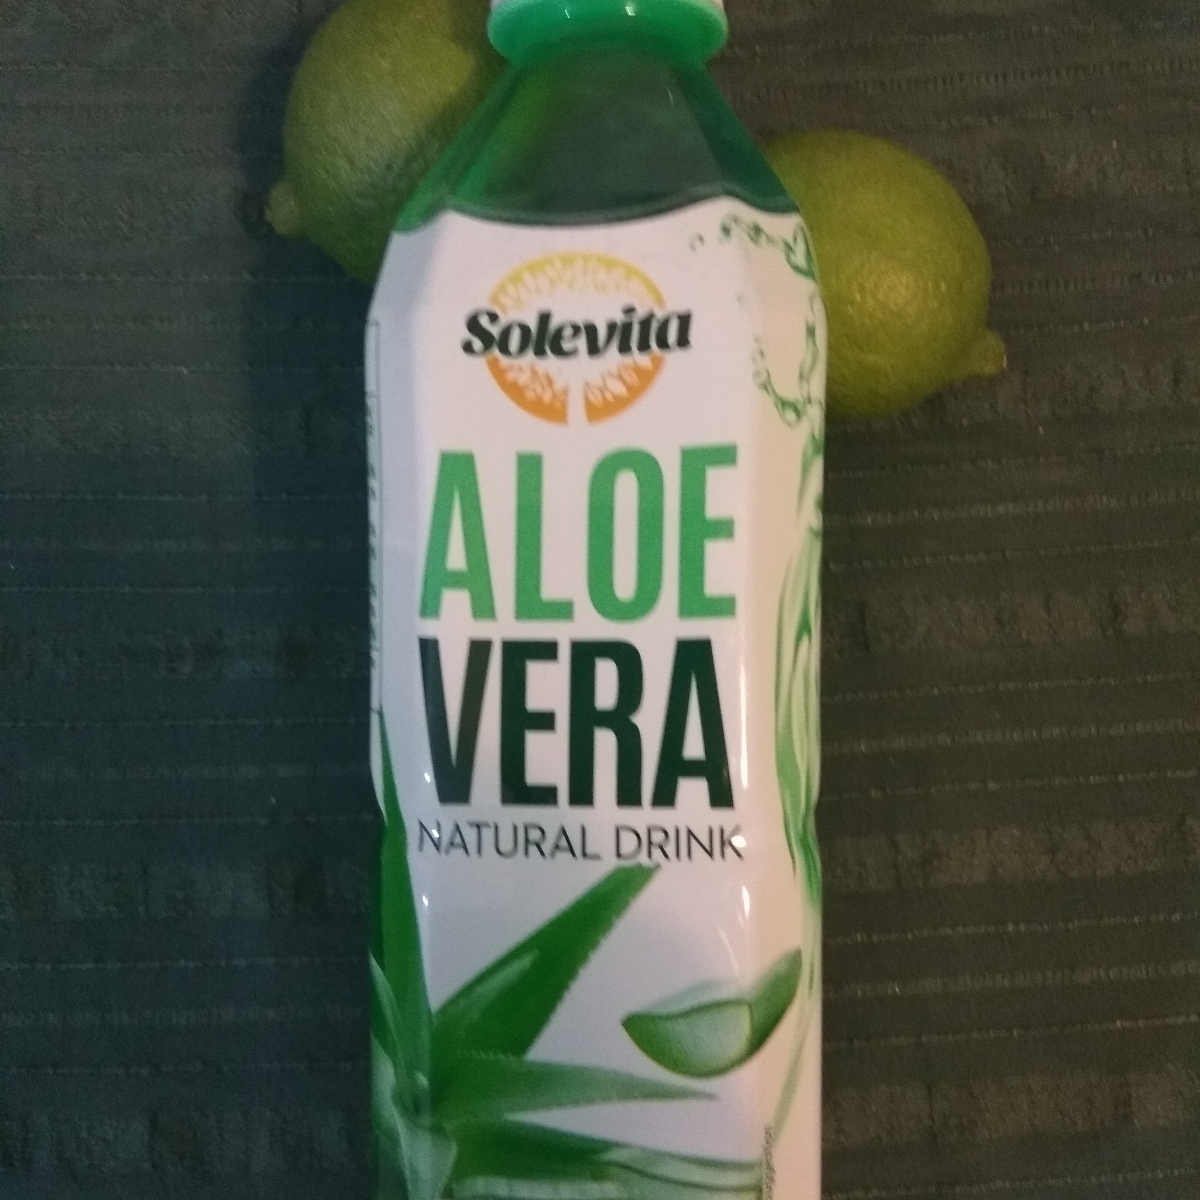 Solevita
ALOE
VERA
NATURAL DRINK